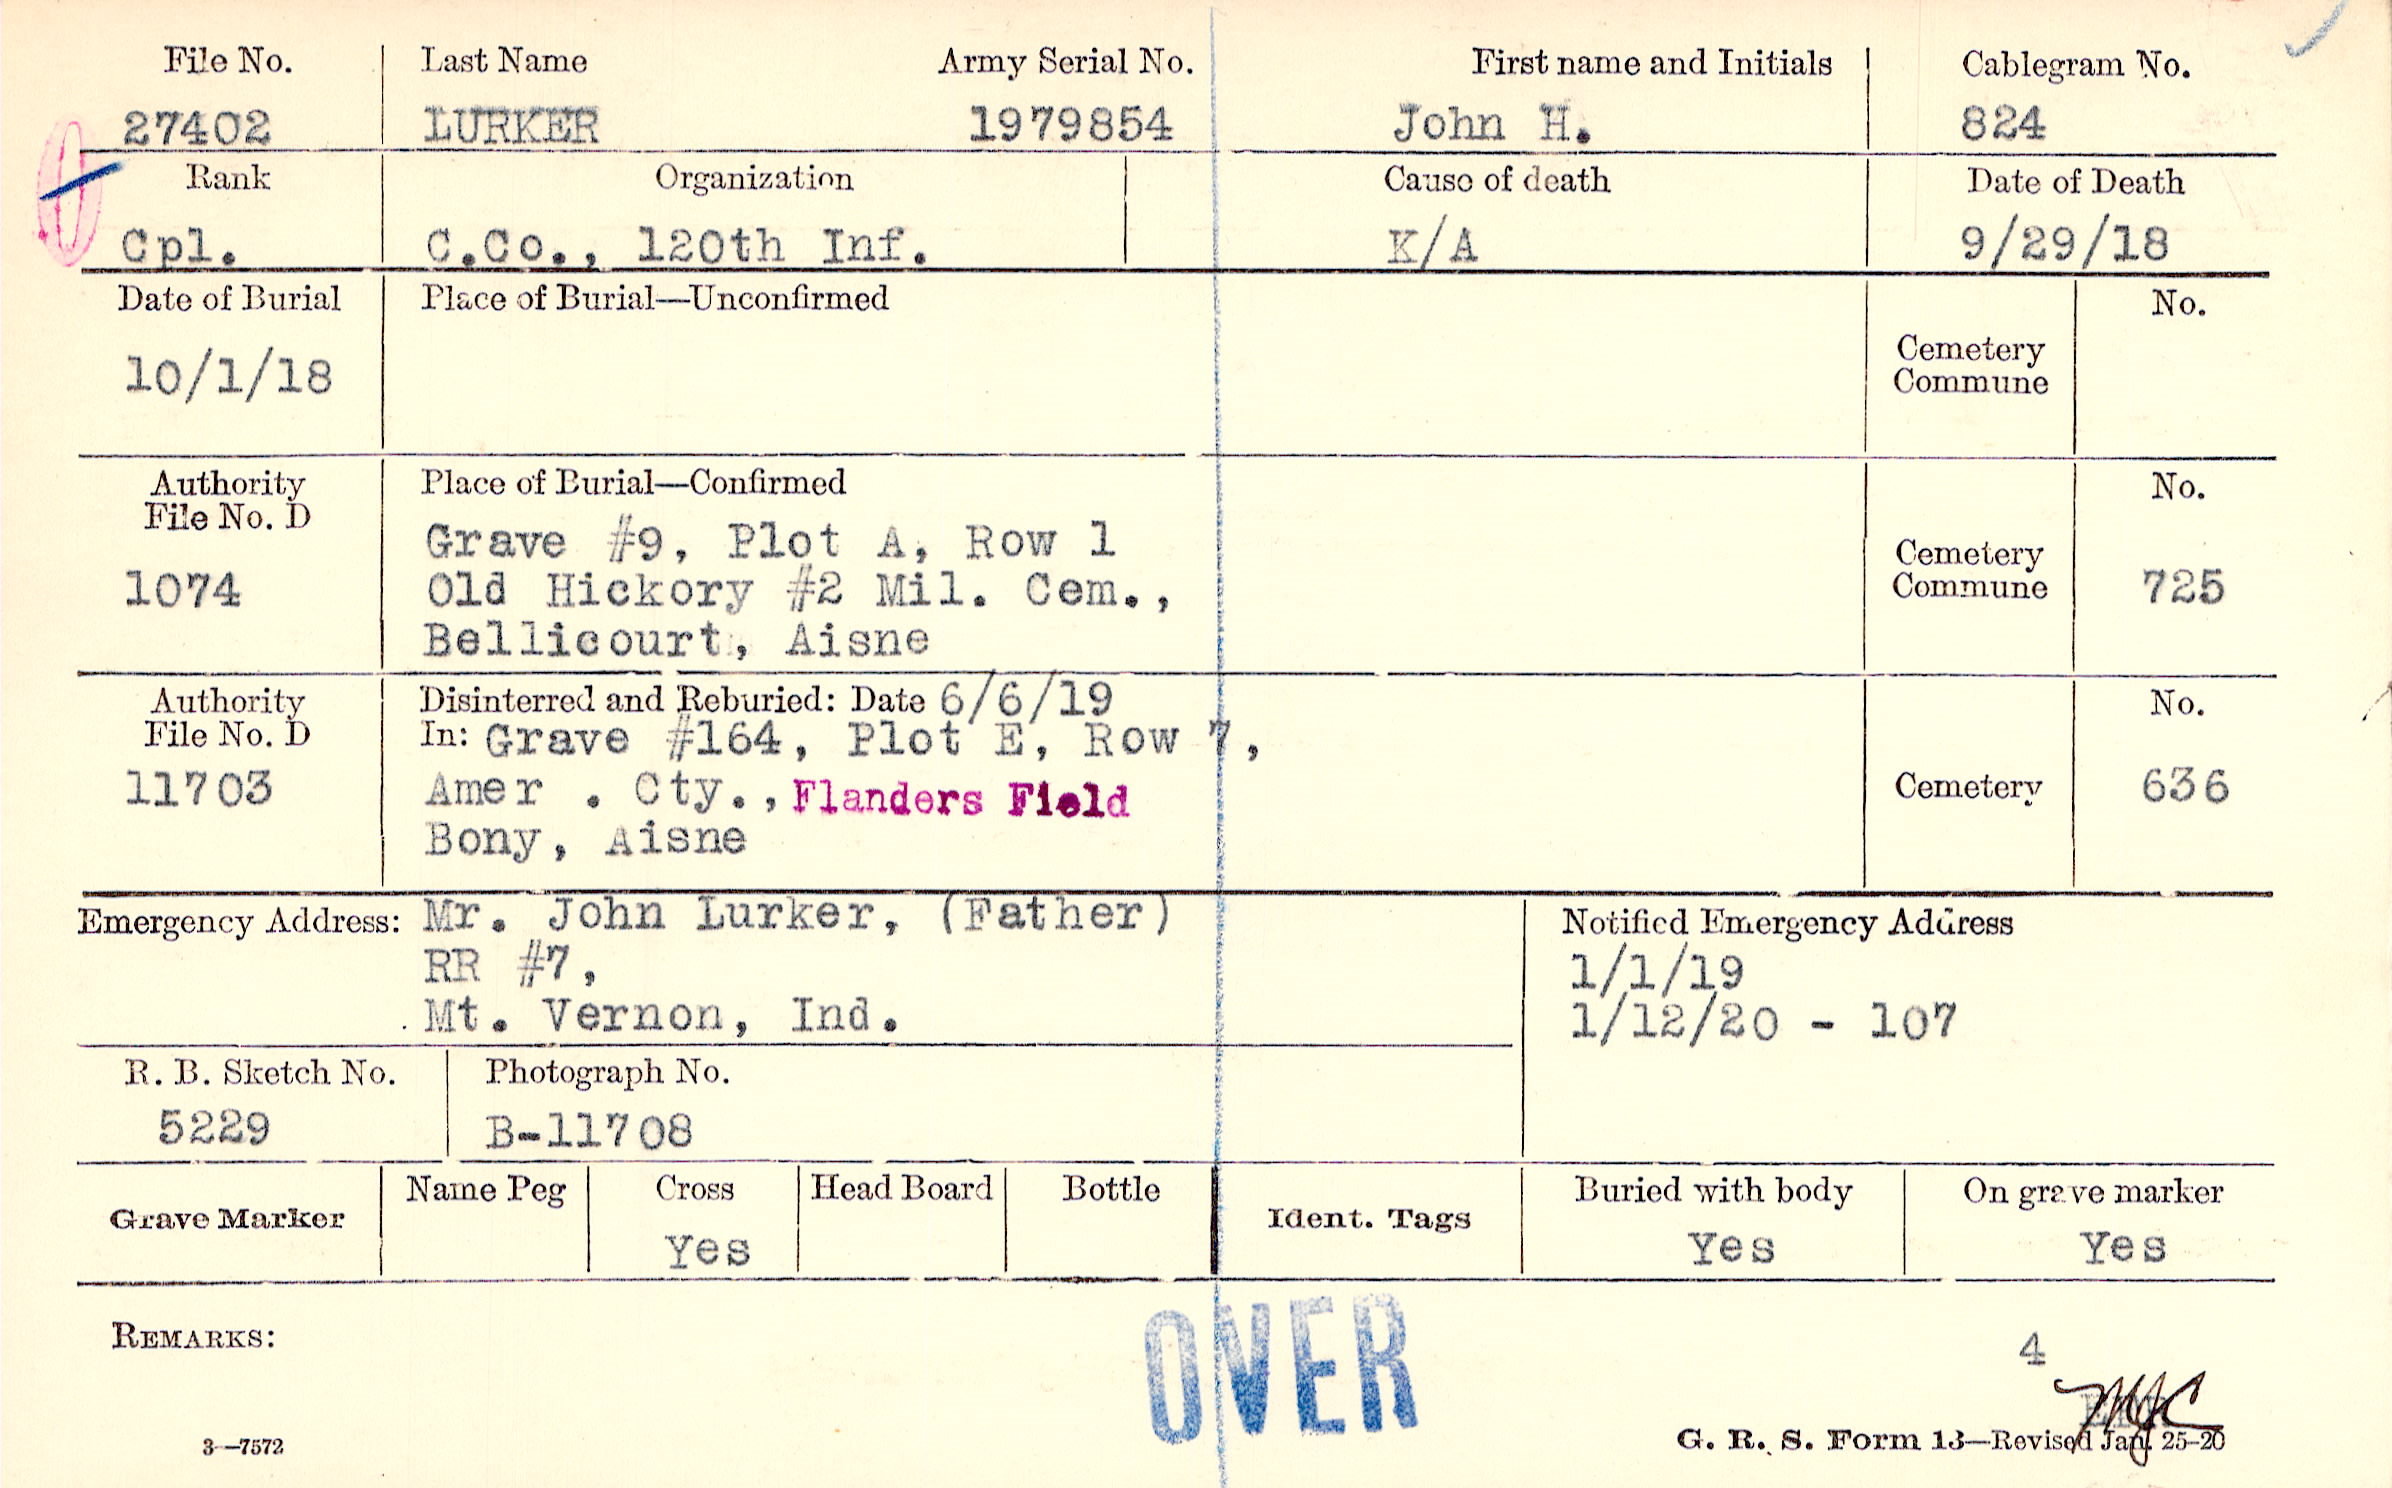 File No. Last Name Army Serial No. First name and Initials Cablegram No.
27402 LURKER 1979854 John H. 824
Rank Organization Cause of death Date of Death
Cpl. C.Co., 120th Inf. K/A 9/29/18
Date of Burial Place of Burial—Unconfirmed No.
10/1/18 Cemetery
Commune
Authority Place of Burial—Confirmed No.
File No. D
Grave #9, Plot A, Row 1
1074 Old Hickory #2 Mil. Cem., Cemetery
Commune 725
Bellicourt, Aisne
Authority Disinterred and Reburied: Date 6/6/19 No.
File No. D In: Grave #164, Plot E, Row 7,
11703 Amer . Cty., Flanders Field Cemetery 636
Bony, Aisne
Emergency Address: Mr. John Lurker, (Father) Notified Emergency Address
RR #7, 1/1/19
Mt. Vernon, Ind. 1/12/20 - 107
R. B. Sketch No. Photograph No.
5229 B-11708
Name Peg Cross Head Board Bottle Buried with body On grave marker
Grave Marker Ident. Tags
Yes Yes Yes
OVER
REMARKS: 4
MJC
3—7572 G. R. S. Form 13—Revised Jan. 25-20